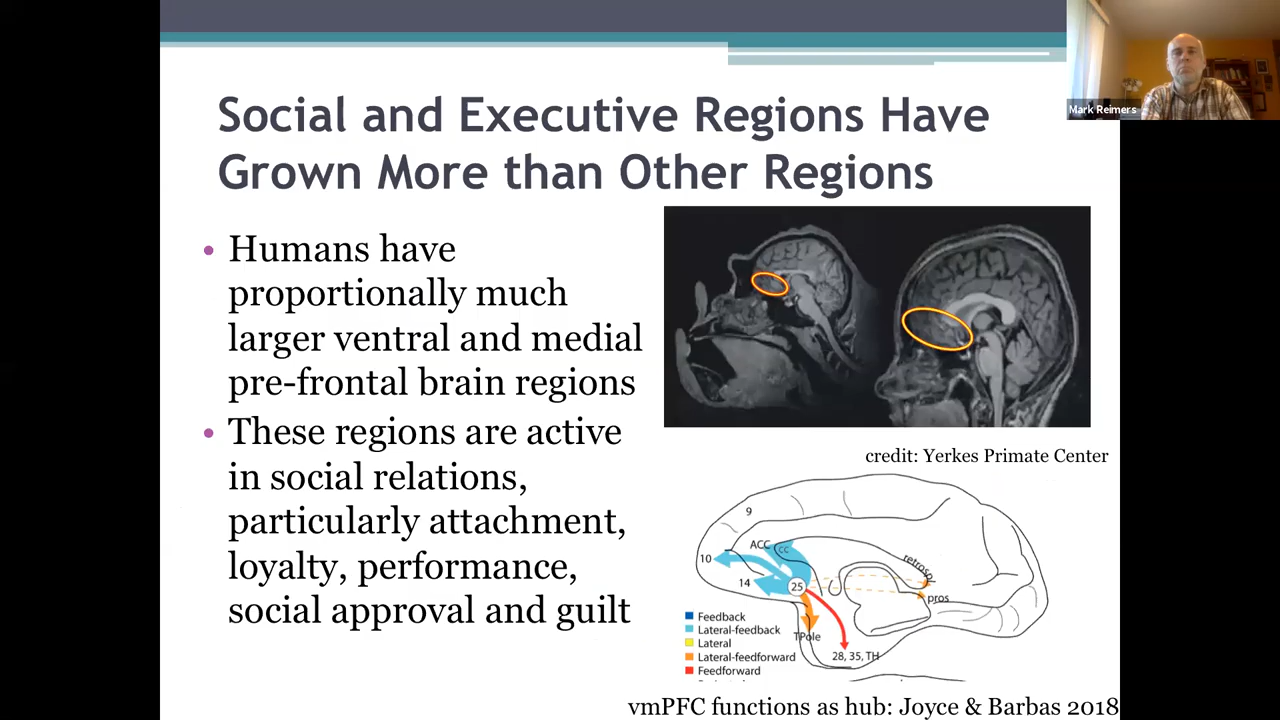 Mark Reimers
Social and Executive Regions Have
Grown More than Other Regions
• Humans have
proportionally much
larger ventral and medial
pre-frontal brain regions
• These regions are active
in social relations,
particularly attachment,
loyalty, performance,
social approval and guilt
credit: Yerkes Primate Center
9
ACC
cc
10
14
25
retrospl
pros
TPole
28, 35, TH
Feedback
Lateral-feedback
Lateral
Lateral-feedforward
Feedforward
vmPFC functions as hub: Joyce & Barbas 2018